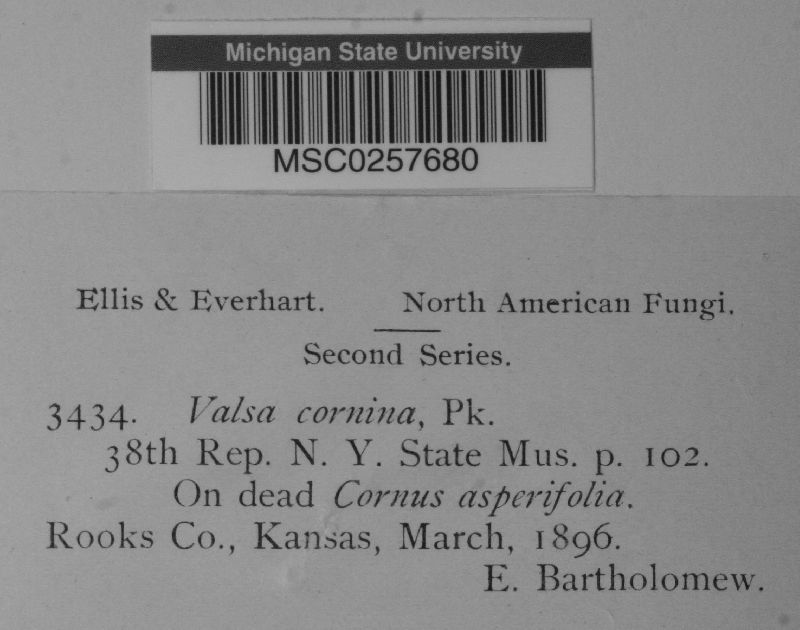 Michigan State University
MSC0257680
Ellis & Everhart. North American Fungi.
Second Series.
3434. Valsa cornina, Pk.
38th Rep. N. Y. State Mus. p. 102.
On dead Cornus asperifolia.
Rooks Co., Kansas, March, 1896.
E. Bartholomew.